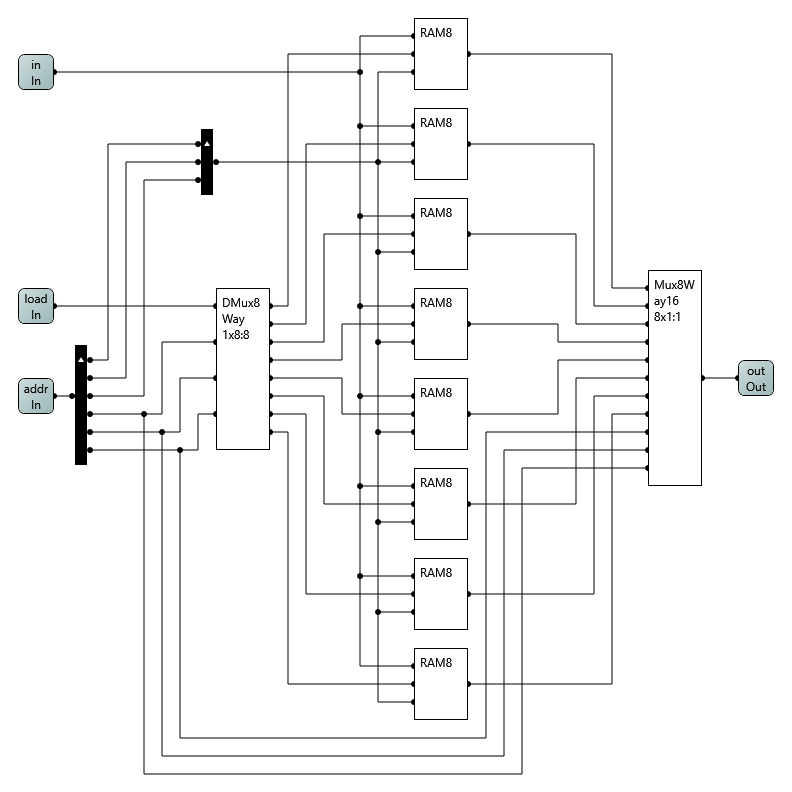 in
In
load
In
addr
In
DMux8
Way
1x8:8
RAM8
RAM8
RAM8
RAM8
RAM8
RAM8
RAM8
RAM8
Mux8W
ay16
8x1:1
out
Out